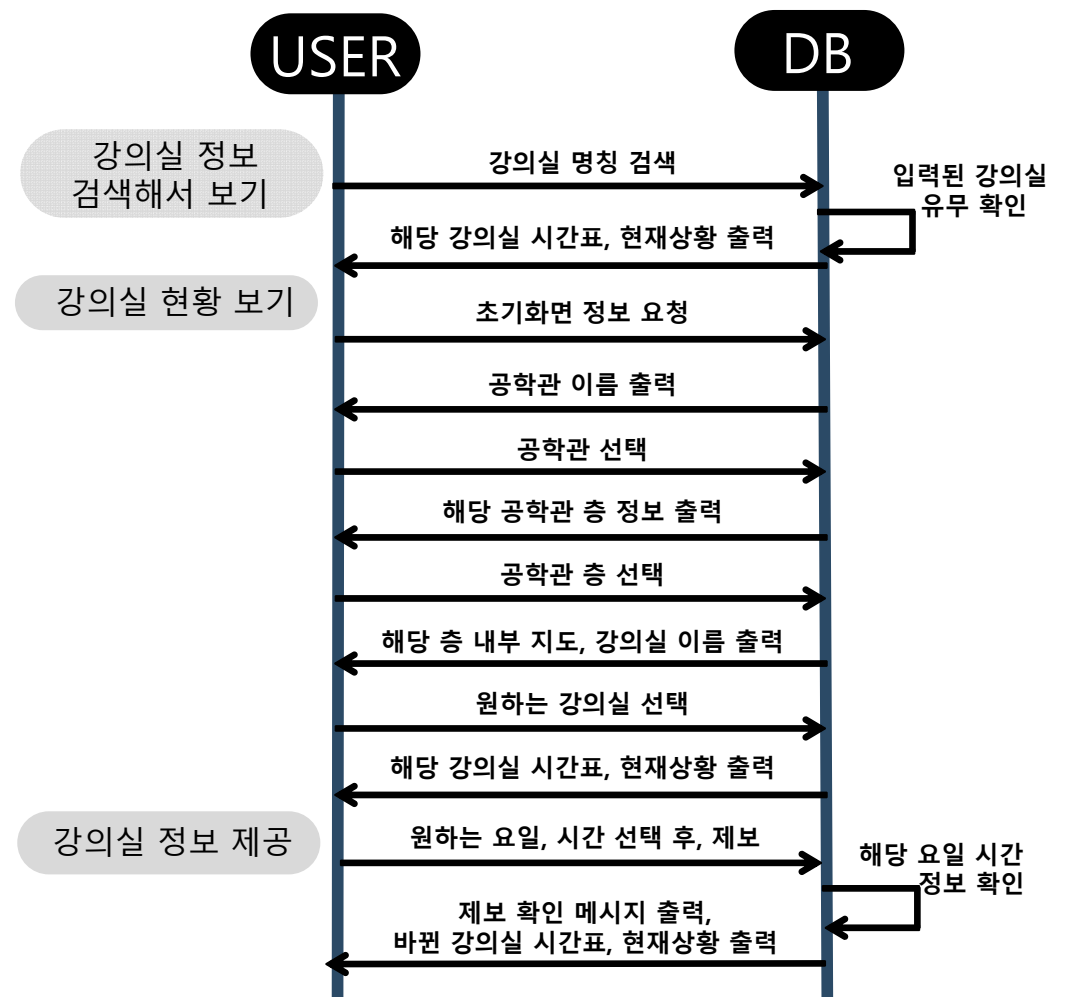 USER
DB
강의실 정보
검색해서 보기
강의실 명칭 검색
입력된 강의실
유무 확인
해당 강의실 시간표, 현재상황 출력
강의실 현황 보기
초기화면 정보 요청
공학관 이름 출력
공학관 선택
해당 공학관 층 정보 출력
공학관 층 선택
해당 층 내부 지도, 강의실 이름 출력
원하는 강의실 선택
해당 강의실 시간표, 현재상황 출력
강의실 정보 제공
원하는 요일, 시간 선택 후, 제보
해당 요일 시간
정보 확인
제보 확인 메시지 출력,
바뀐 강의실 시간표, 현재상황 출력